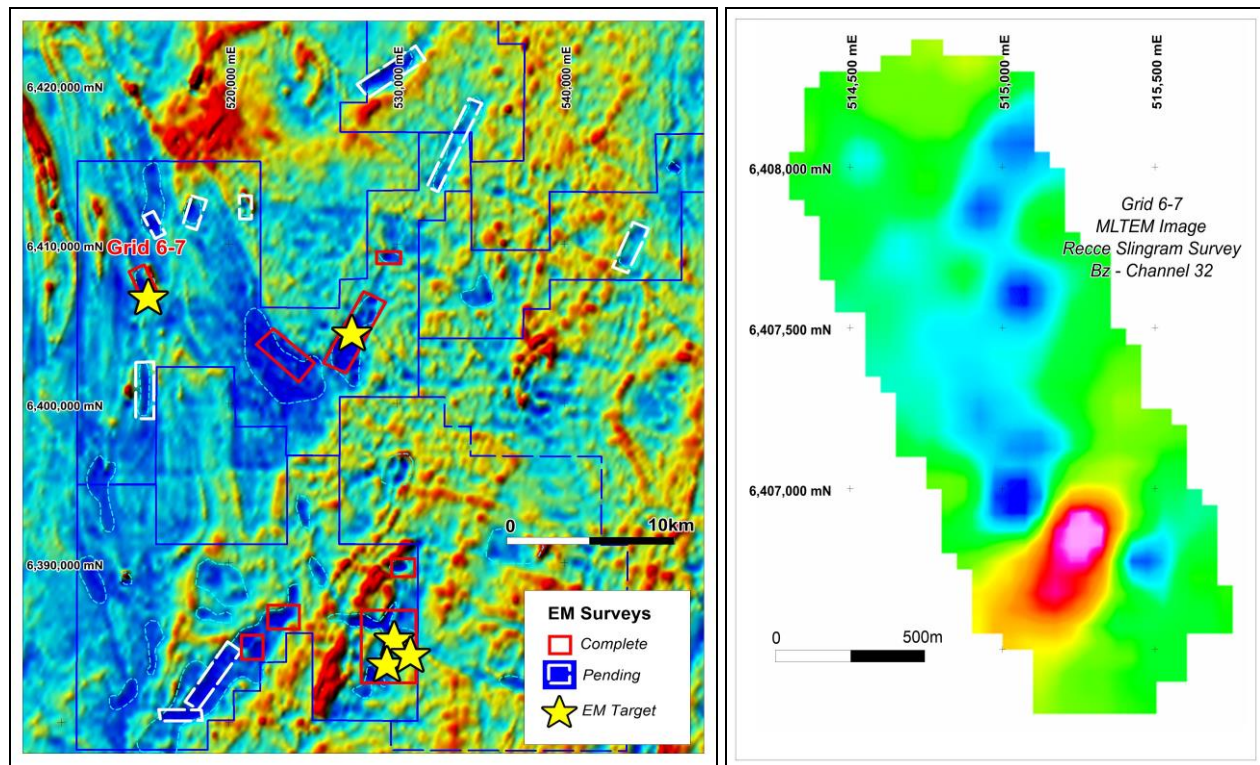 520,000 mE
530,000 mE
540,000 mE
6,420,000 mN
6,410,000 mN
Grid 6-7
6,400,000 mN
0
10km
6,390,000 mN
EM Surveys
Complete
Pending
EM Target
514,500 mE
515,000 mE
515,500 mE
6,408,000 mN
Grid 6-7
MLTEM Image
Recce Slingram Survey
Bz - Channel 32
6,407,500 mN
6,407,000 mN
0
500m